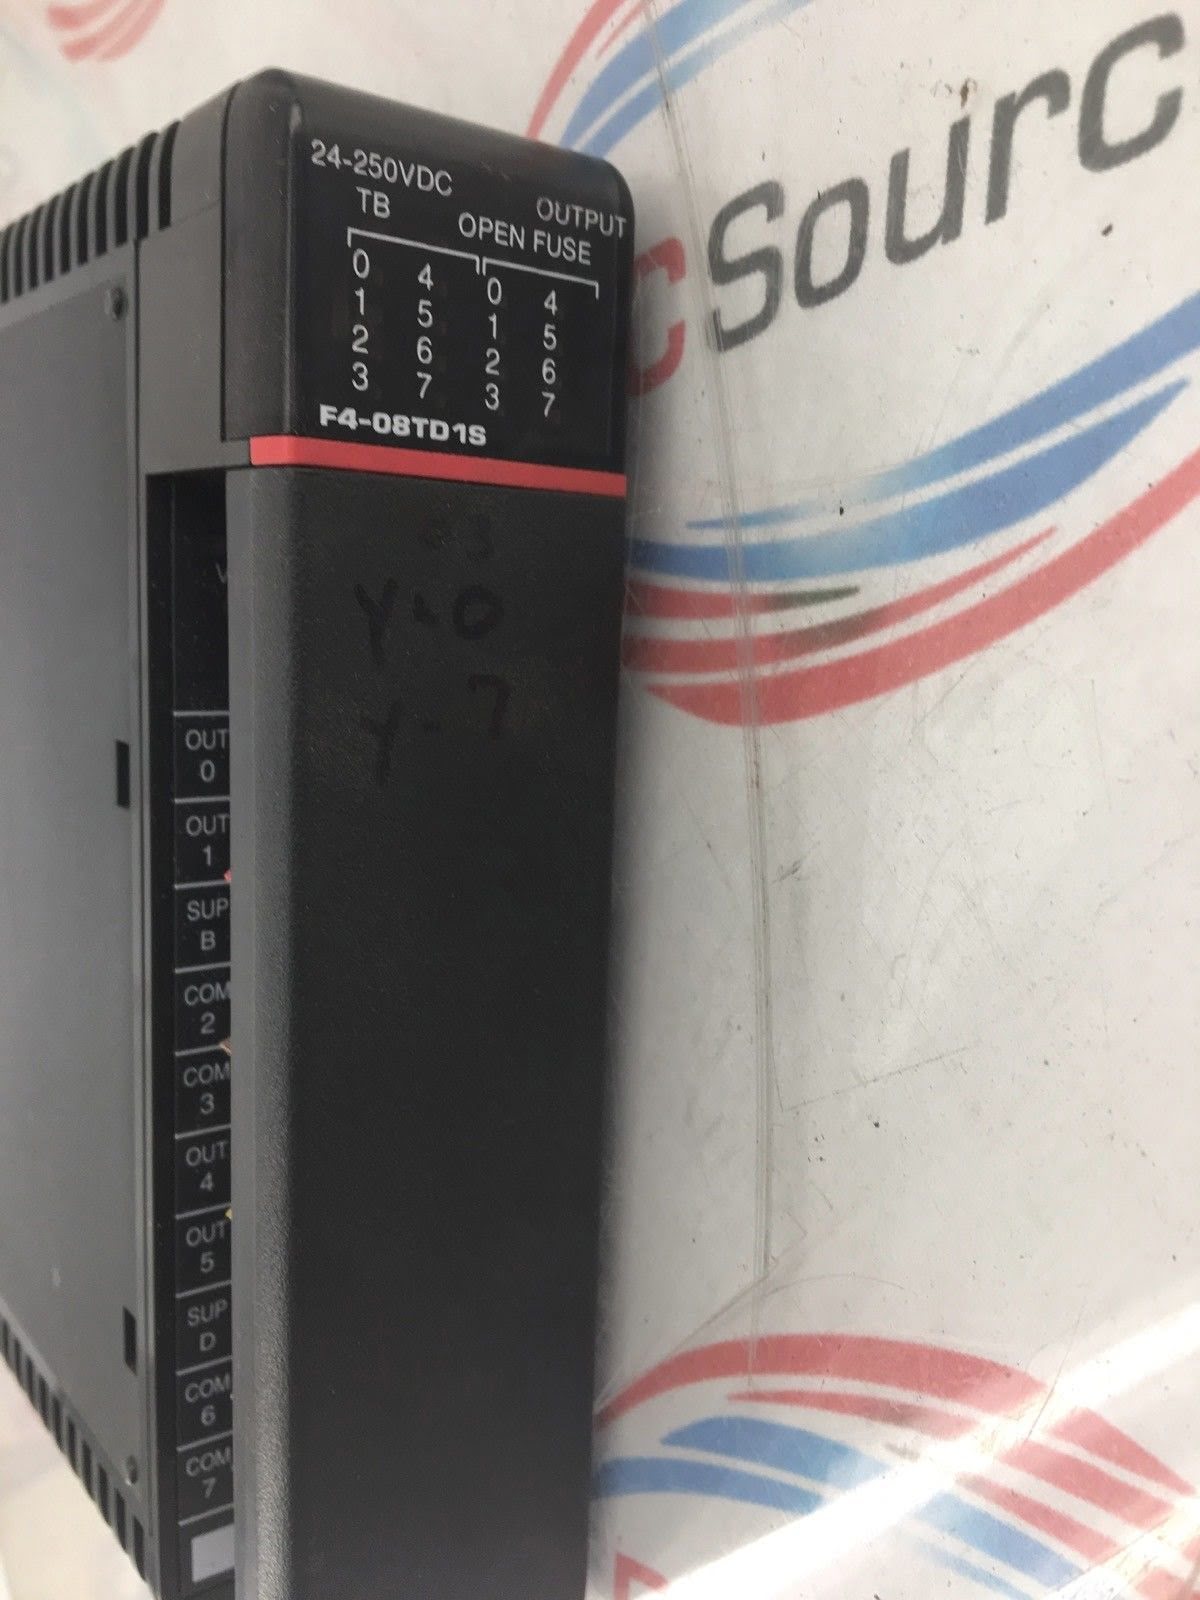 24-250VDC
OUTPUT
TB
OPEN FUSE
0 4 0 4
1 5 1 5
2 6 2 6
3 7 3 7
F4-08TD1S
Y-0
Y-7
OUT
0
OUT
1
SUP
B
COM
2
COM
3
OUT
4
OUT
5
SUP
D
COM
6
COM
7
cSourc